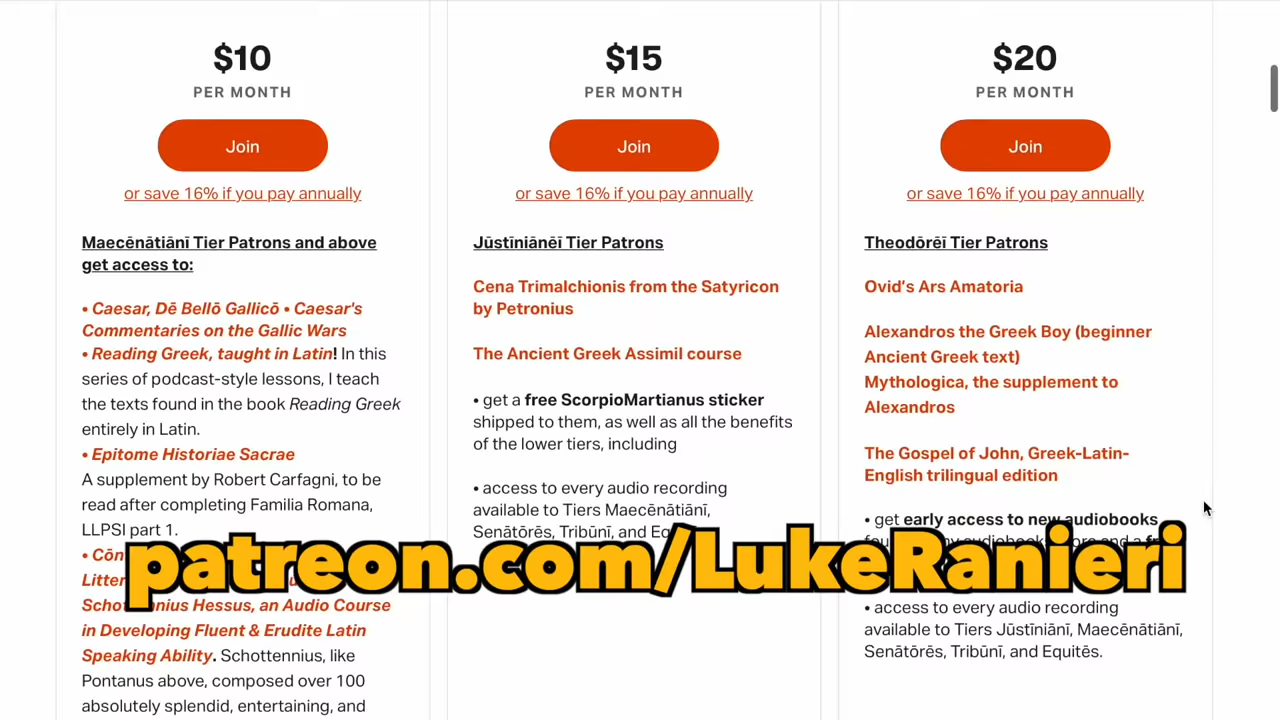 $10
PER MONTH
Join
or save 16% if you pay annually
Maecēnātiānī Tier Patrons and above
get access to:
• Caesar, Dē Bellō Gallicō • Caesar's
Commentaries on the Gallic Wars
• Reading Greek, taught in Latin! In this
series of podcast-style lessons, I teach
the texts found in the book Reading Greek
entirely in Latin.
• Epitome Historiae Sacrae
A supplement by Robert Carfagni, to be
read after completing Familia Romana,
LLPSI part 1.
Hessus, an Audio Course
in Developing Fluent & Erudite Latin
Speaking Ability. Schottennius, like
Pontanus above, composed over 100
absolutely splendid, entertaining, and
$15
PER MONTH
Join
or save 16% if you pay annually
Jūstīniānēī Tier Patrons
Cena Trimalchionis from the Satyricon
by Petronius
The Ancient Greek Assimil course
• get a free ScorpioMartianus sticker
shipped to them, as well as all the benefits
of the lower tiers, including
• access to every audio recording
available to Tiers Maecēnātiānī,
Senātōrēs, Tribūnī, and
$20
PER MONTH
Join
or save 16% if you pay annually
Theodōrēī Tier Patrons
Ovid’s Ars Amatoria
Alexandros the Greek Boy (beginner
Ancient Greek text)
Mythologica, the supplement to
Alexandros
The Gospel of John, Greek-Latin-
English trilingual edition
• get early access to new audiobooks
• access to every audio recording
available to Tiers Jūstīniānī, Maecēnātiānī,
Senātōrēs, Tribūnī, and Equitēs.
patreon.com/LukeRanieri